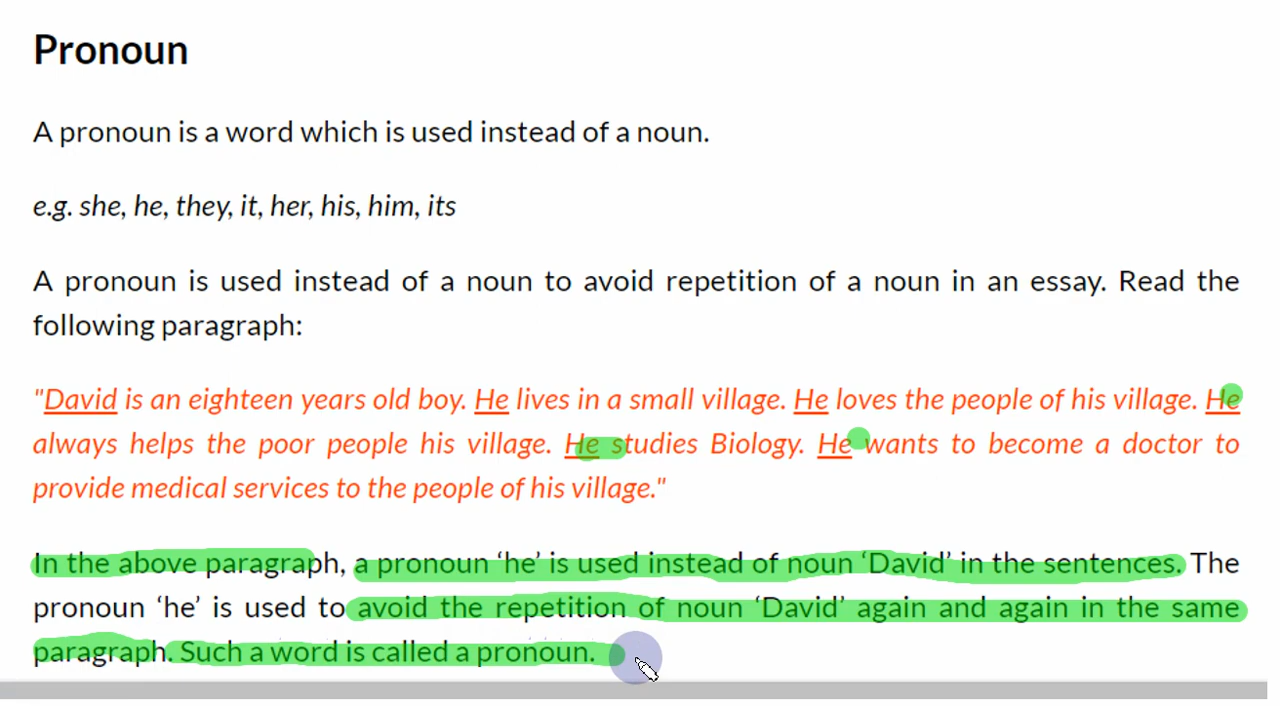 Pronoun
A pronoun is a word which is used instead of a noun.
e.g. she, he, they, it, her, his, him, its
A pronoun is used instead of a noun to avoid repetition of a noun in an essay. Read the
following paragraph:
"David is an eighteen years old boy. He lives in a small village. He loves the people of his village. He
always helps the poor people his village. He studies Biology. He wants to become a doctor to
provide medical services to the people of his village."
In the above paragraph, a pronoun ‘he’ is used instead of noun ‘David’ in the sentences. The
pronoun ‘he’ is used to avoid the repetition of noun ‘David’ again and again in the same
paragraph. Such a word is called a pronoun.